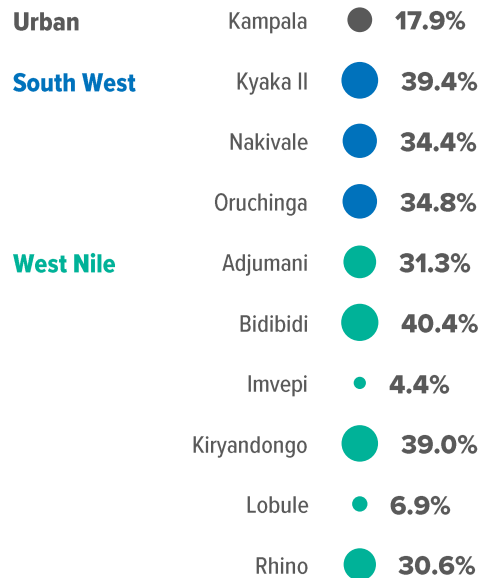 Urban Kampala 17.9%
South West Kyaka II 39.4%
Nakivale 34.4%
Oruchinga 34.8%
West Nile Adjumani 31.3%
Bidibidi 40.4%
Imvepi 4.4%
Kiryandongo 39.0%
Lobule 6.9%
Rhino 30.6%